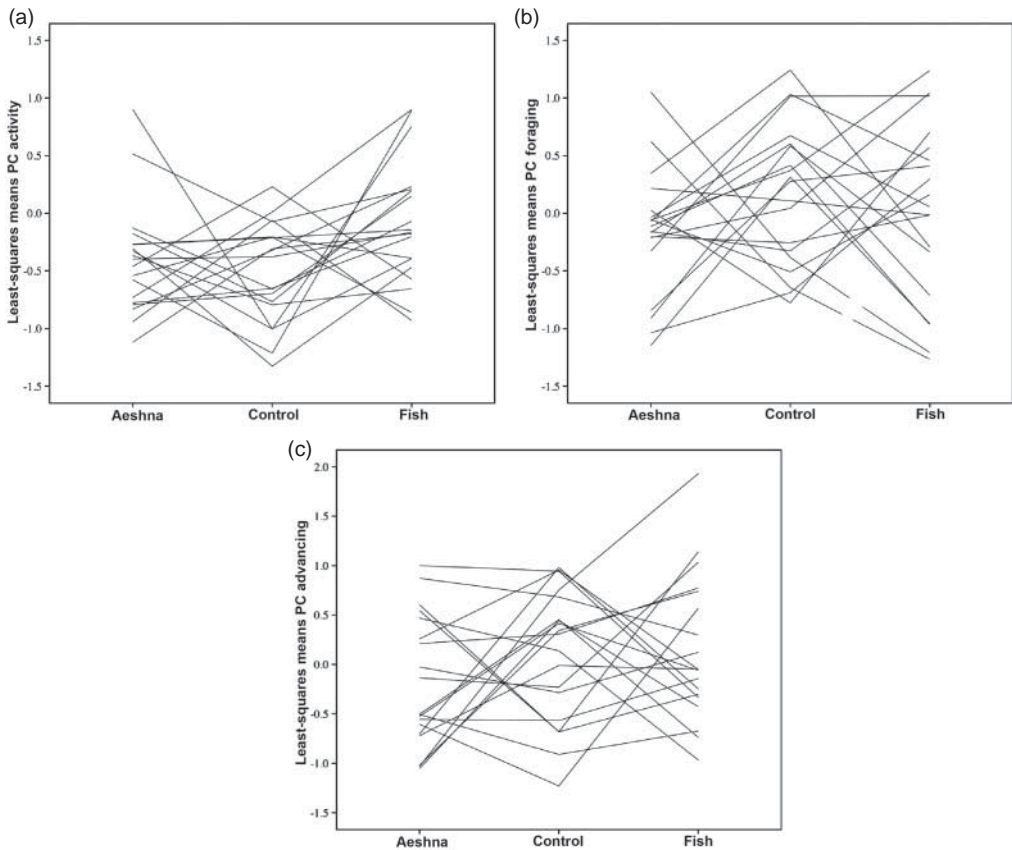 (a)
Least-squares means PC activity
1.5
1.0
0.5
0.0
-0.5
-1.0
-1.5
Aeshna Control Fish
(b)
Least-squares means PC foraging
1.5
1.0
0.5
0.0
-0.5
-1.0
-1.5
Aeshna Control Fish
(c)
Least-squares means PC advancing
2.0
1.5
1.0
0.5
0.0
-0.5
-1.0
-1.5
Aeshna Control Fish